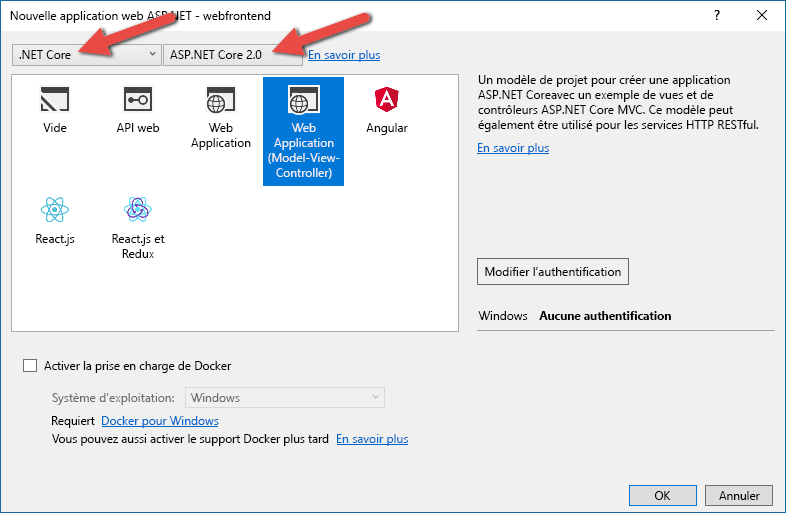 Nouvelle application web ASP.NET - webfrontend
?
.NET Core
ASP.NET Core 2.0
En savoir plus
Vide
API web
Web
Application
Web
Application
(Model-View-
Controller)
Angular
React.js
React.js et
Redux
Un modèle de projet pour créer une application
ASP.NET Coreavec un exemple de vues et de
contrôleurs ASP.NET Core MVC. Ce modèle peut
également être utilisé pour les services HTTP RESTful.
En savoir plus
Modifier l'authentification
Windows Aucune authentification
Activer la prise en charge de Docker
Système d'exploitation: Windows
Requiert Docker pour Windows
Vous pouvez aussi activer le support Docker plus tard En savoir plus
OK
Annuler